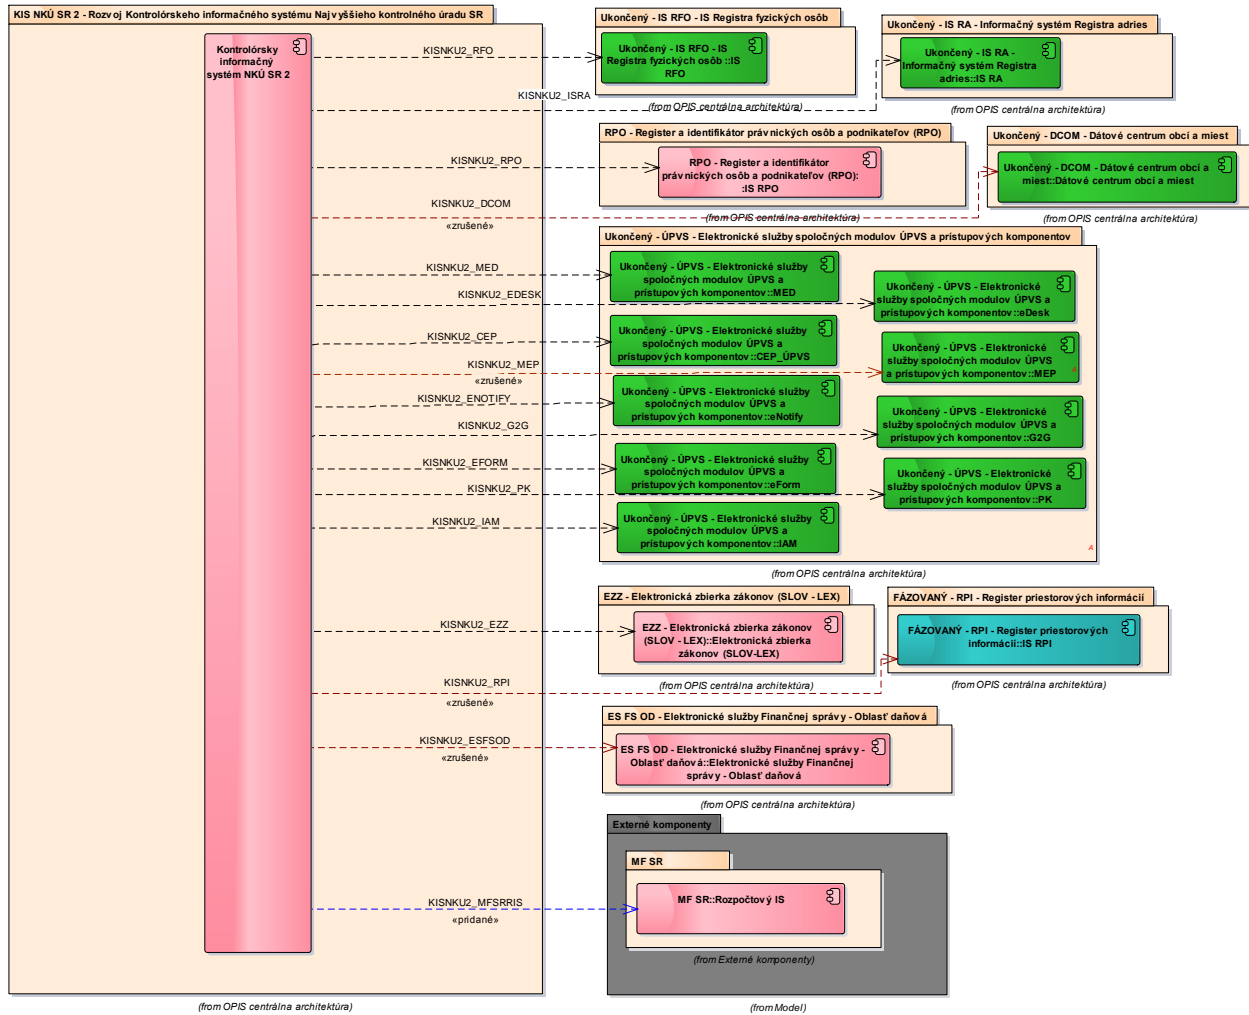 KIS NKÚ SR 2 - Rozvoj Kontrolórskeho informačného systému Najvyššieho kontrolného úradu SR
Kontrolórsky
informačný
systém NKÚ SR 2
(from OPIS centrálna architektúra)
KISNKU2_RFO
Ukončený - IS RFO - IS Registra fyzických osôb
Ukončený - IS RFO - IS
Registra fyzických osôb ::IS
RFO
(from OPIS centrálna architektúra)
KISNKU2_ISRA
Ukončený - IS RA - Informačný systém Registra adries
Ukončený - IS RA -
Informačný systém Registra
adries::IS RA
(from OPIS centrálna architektúra)
KISNKU2_RPO
RPO - Register a identifikátor právnických osôb a podnikateľov (RPO)
RPO - Register a identifikátor
právnických osôb a podnikateľov (RPO):
:IS RPO
(from OPIS centrálna architektúra)
KISNKU2_DCOM
«zrušené»
Ukončený - DCOM - Dátové centrum obcí a miest
Ukončený - DCOM - Dátové centrum obcí a
miest::Dátové centrum obcí a miest
(from OPIS centrálna architektúra)
Ukončený - ÚPVS - Elektronické služby spoločných modulov ÚPVS a prístupových komponentov
KISNKU2_MED
Ukončený - ÚPVS - Elektronické služby
spoločných modulov ÚPVS a
prístupových komponentov::MED
KISNKU2_EDESK
Ukončený - ÚPVS - Elektronické
služby spoločných modulov ÚPVS a
prístupových komponentov::eDesk
KISNKU2_CEP
Ukončený - ÚPVS - Elektronické služby
spoločných modulov ÚPVS a
prístupových komponentov::CEP_ÚPVS
KISNKU2_MEP
«zrušené»
Ukončený - ÚPVS - Elektronické
služby spoločných modulov ÚPVS
a prístupových komponentov::MEP
A
KISNKU2_ENOTIFY
Ukončený - ÚPVS - Elektronické služby
spoločných modulov ÚPVS a
prístupových komponentov::eNotify
KISNKU2_G2G
Ukončený - ÚPVS - Elektronické
služby spoločných modulov ÚPVS a
prístupových komponentov::G2G
KISNKU2_EFORM
Ukončený - ÚPVS - Elektronické služby
spoločných modulov ÚPVS a
prístupových komponentov::eForm
KISNKU2_PK
Ukončený - ÚPVS - Elektronické
služby spoločných modulov ÚPVS a
prístupových komponentov::PK
KISNKU2_IAM
Ukončený - ÚPVS - Elektronické služby
spoločných modulov ÚPVS a
prístupových komponentov::IAM
A
(from OPIS centrálna architektúra)
KISNKU2_EZZ
EZZ - Elektronická zbierka zákonov (SLOV - LEX)
EZZ - Elektronická zbierka zákonov
(SLOV - LEX)::Elektronická zbierka
zákonov (SLOV-LEX)
(from OPIS centrálna architektúra)
KISNKU2_RPI
«zrušené»
FÁZOVANÝ - RPI - Register priestorových informácií
FÁZOVANÝ - RPI - Register priestorových
informácií::IS RPI
(from OPIS centrálna architektúra)
KISNKU2_ESFSOD
«zrušené»
ES FS OD - Elektronické služby Finančnej správy - Oblasť daňová
ES FS OD - Elektronické služby Finančnej správy -
Oblasť daňová::Elektronické služby Finančnej
správy - Oblasť daňová
(from OPIS centrálna architektúra)
Externé komponenty
MF SR
KISNKU2_MFSRRIS
«pridané»
MF SR::Rozpočtový IS
(from Externé komponenty)
(from Model)